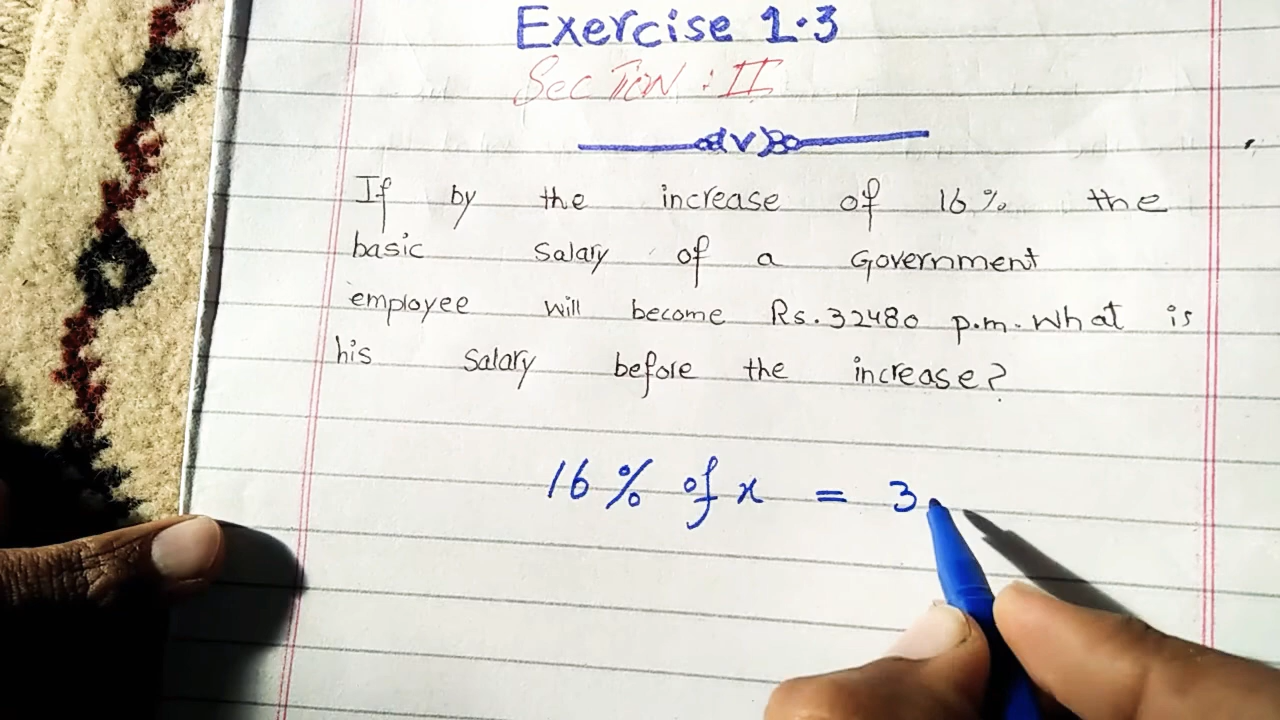 Exercise 1.3
Section : II
(V)
If by the increase of 16% the
basic salary of a Government
employee will become Rs.32480 p.m. What is
his salary before the increase?
16% of x = 3